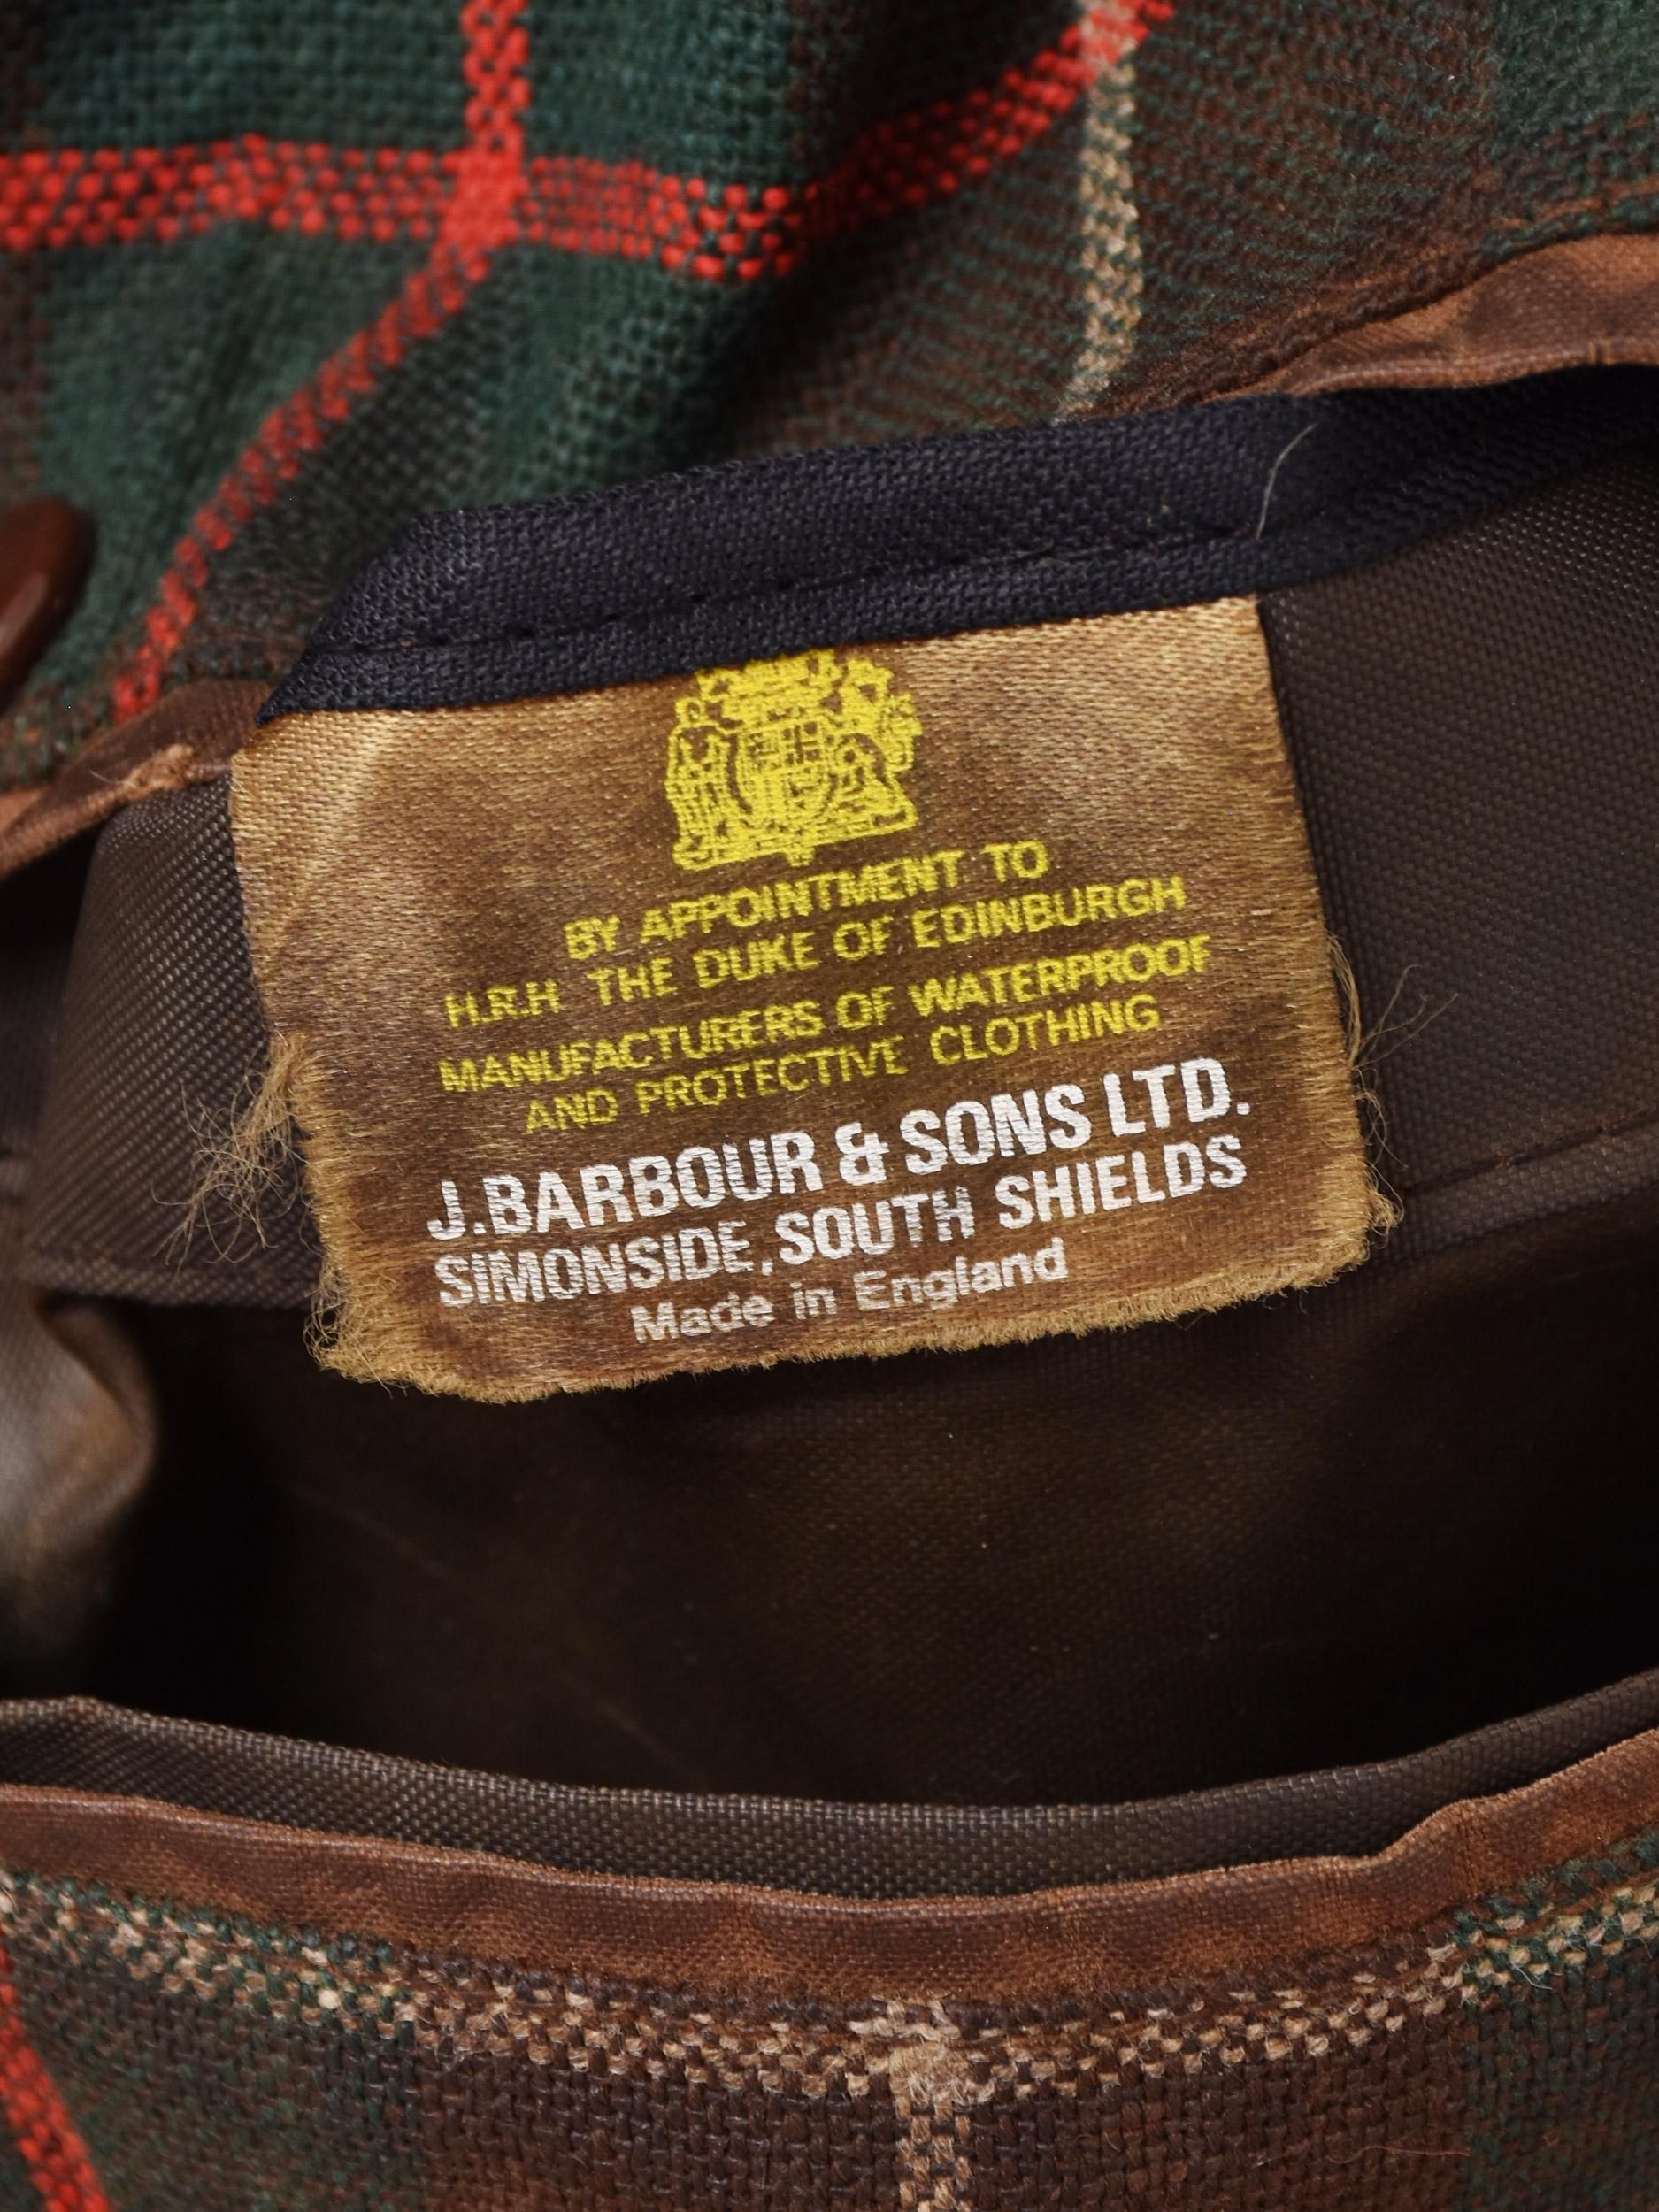 BY APPOINTMENT TO
H.R.H THE DUKE OF EDINBURGH
MANUFACTURERS OF WATERPROOF
AND PROTECTIVE CLOTHING
J.BARBOUR & SONS LTD.
SIMONSIDE, SOUTH SHIELDS
Made in England